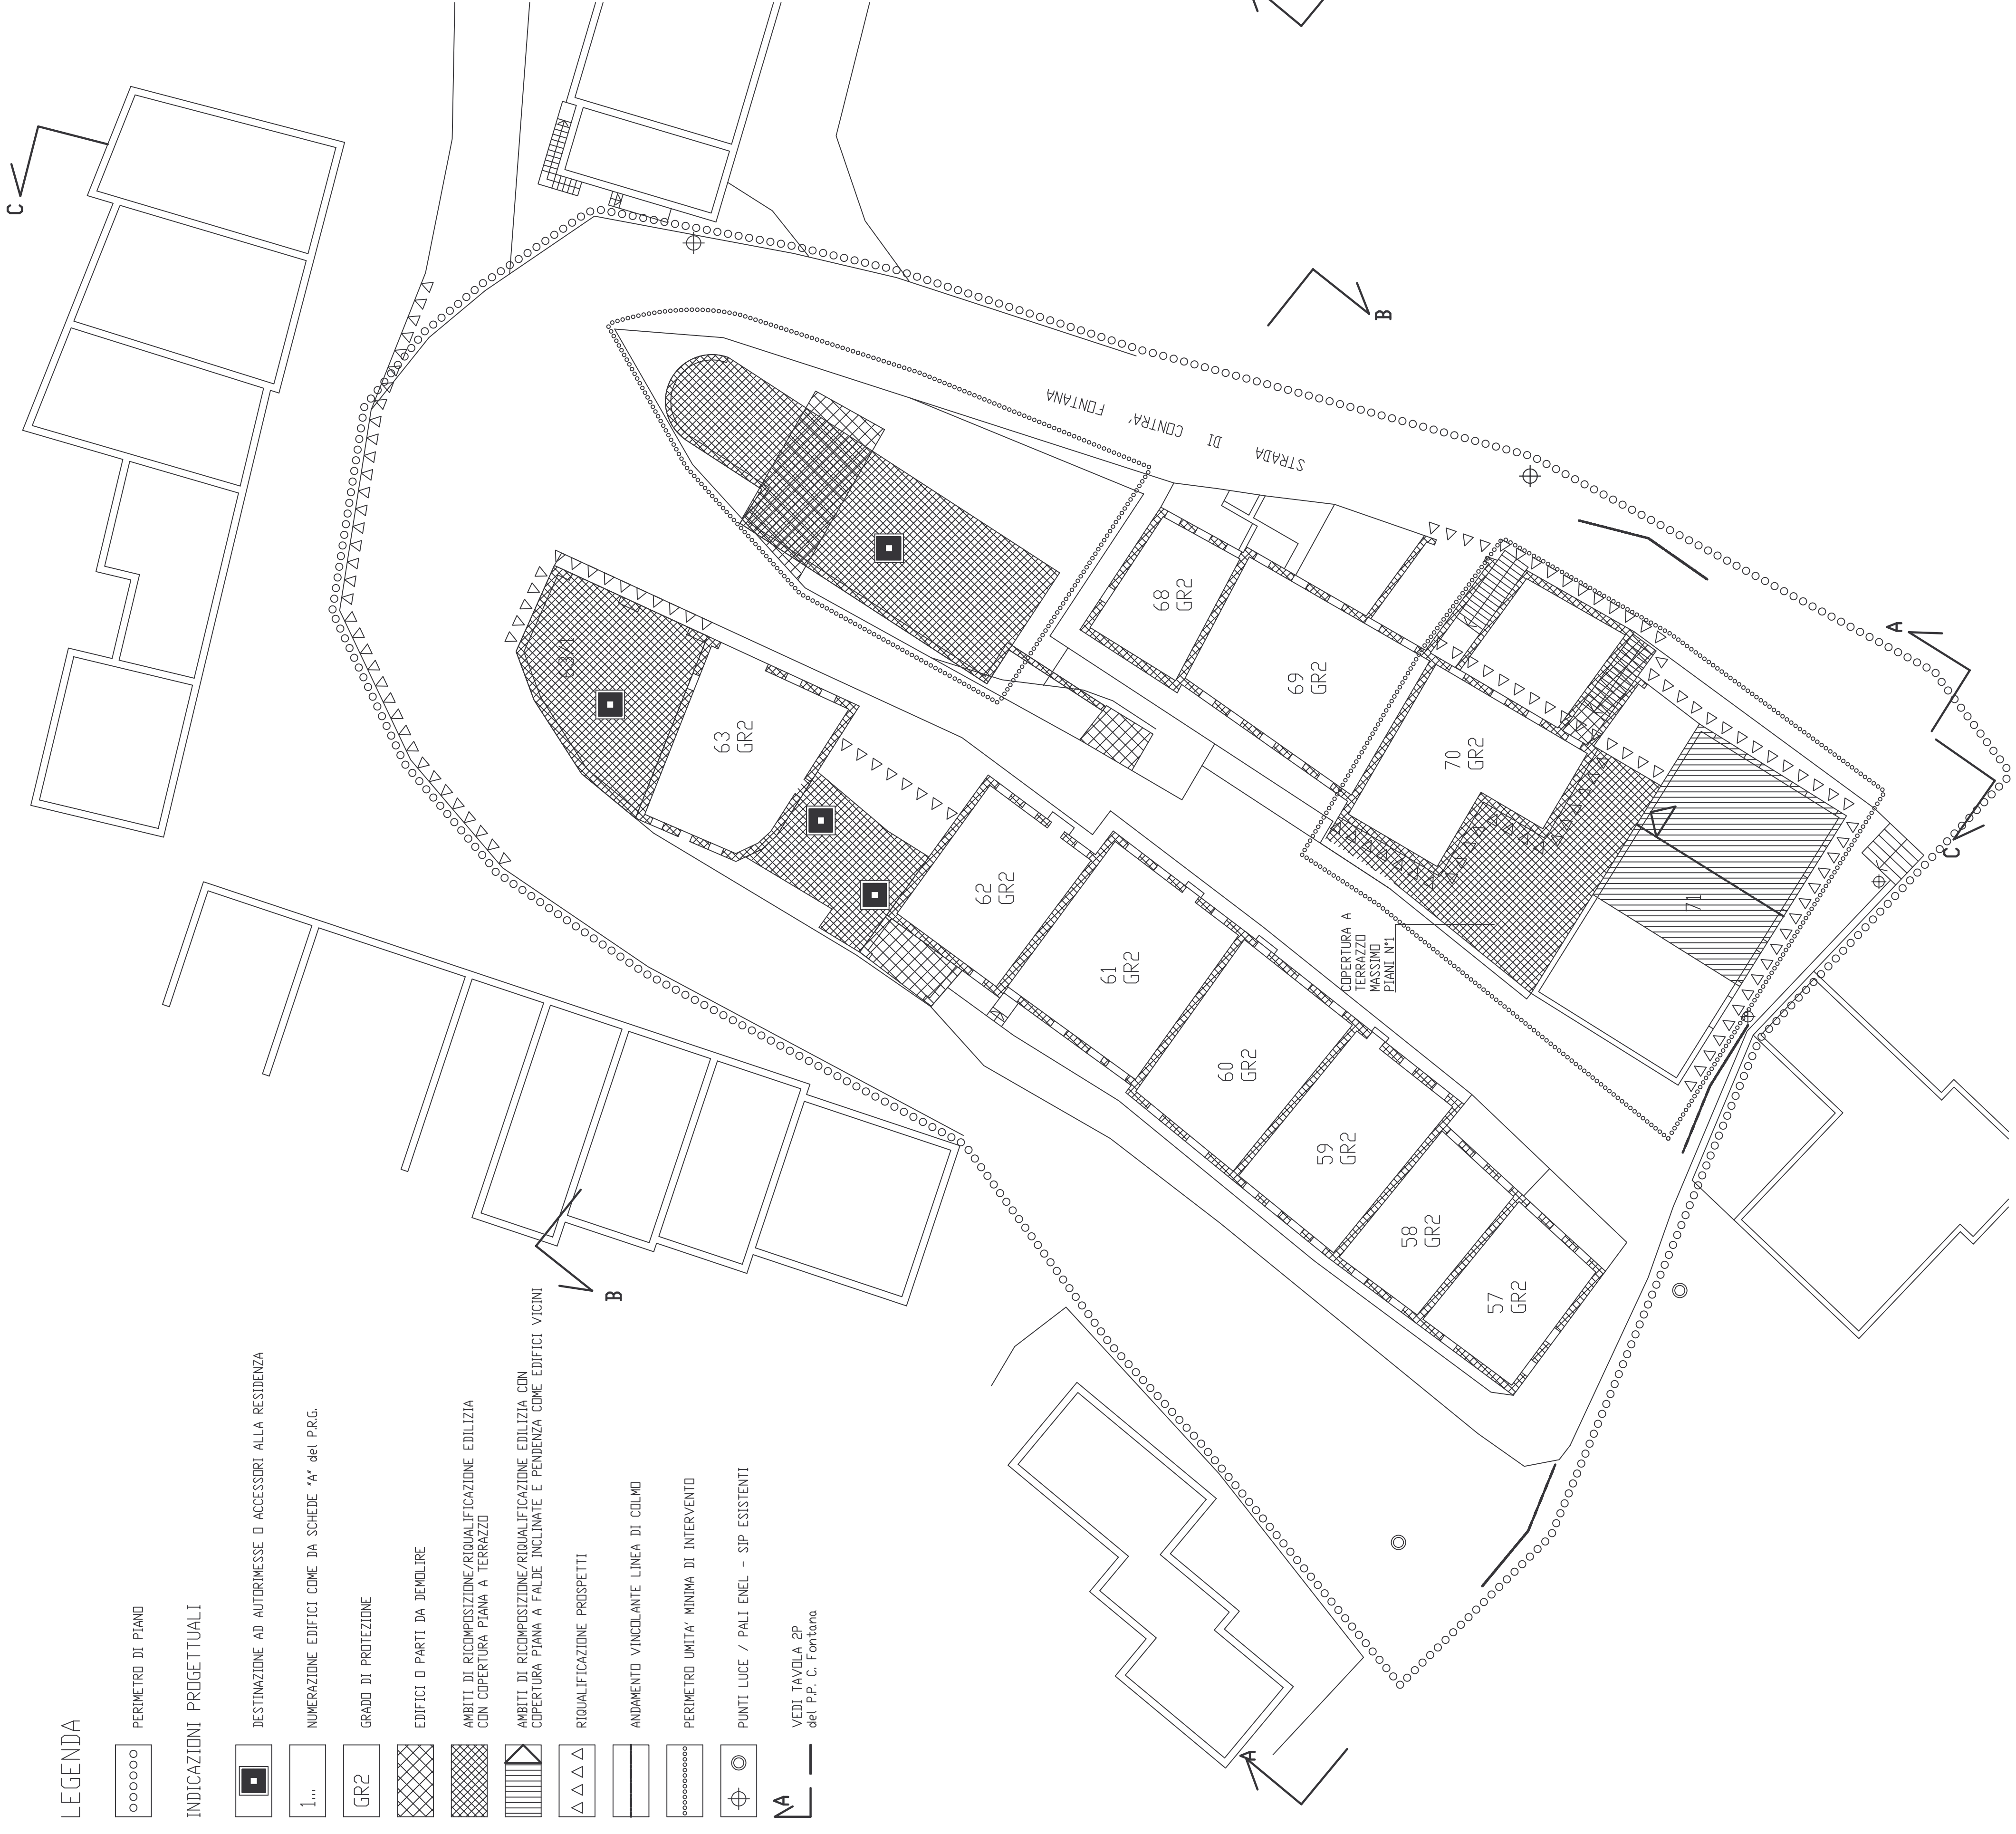 LEGENDA
PERIMETRO DI PIANO
INDICAZIONI PROGETTUALI
DESTINAZIONE AD AUTORIMESSE O ACCESSORI ALLA RESIDENZA
1...
NUMERAZIONE EDIFICI COME DA SCHEDE "A" del P.R.G.
GR2
GRADO DI PROTEZIONE
EDIFICI O PARTI DA DEMOLIRE
AMBITI DI RICOMPOSIZIONE/RIQUALIFICAZIONE EDILIZIA
CON COPERTURA PIANA A TERRAZZO
AMBITI DI RICOMPOSIZIONE/RIQUALIFICAZIONE EDILIZIA CON
COPERTURA PIANA A FALDE INCLINATE E PENDENZA COME EDIFICI VICINI
RIQUALIFICAZIONE PROSPETTI
ANDAMENTO VINCOLANTE LINEA DI COLMO
PERIMETRO UMITA' MINIMA DI INTERVENTO
PUNTI LUCE / PALI ENEL - SIP ESISTENTI
A
VEDI TAVOLA 2P
del P.P. C. Fontana
C
B
A
B
A
C
STRADA DI CONTRA' FONTANA
63/1
63
GR2
62
GR2
61
GR2
60
GR2
59
GR2
58
GR2
57
GR2
68
GR2
69
GR2
70
GR2
71
COPERTURA A
TERRAZZO
MASSIMO
PIANI N°1